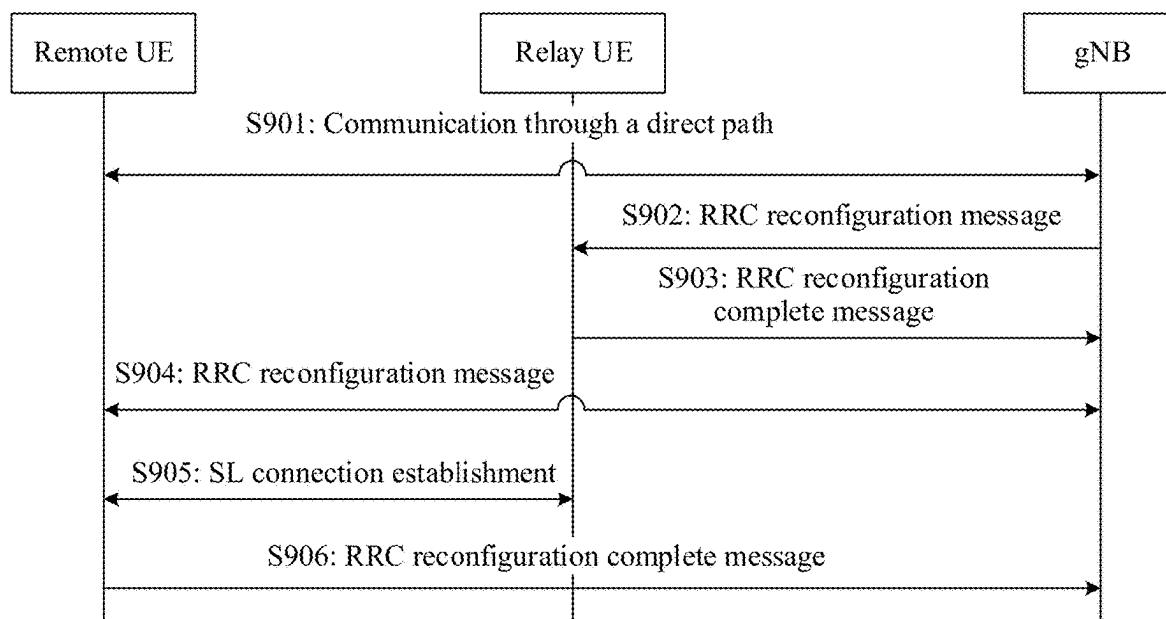 Remote UE
Relay UE
gNB
S901: Communication through a direct path
S902: RRC reconfiguration message
S903: RRC reconfiguration
complete message
S904: RRC reconfiguration message
S905: SL connection establishment
S906: RRC reconfiguration complete message